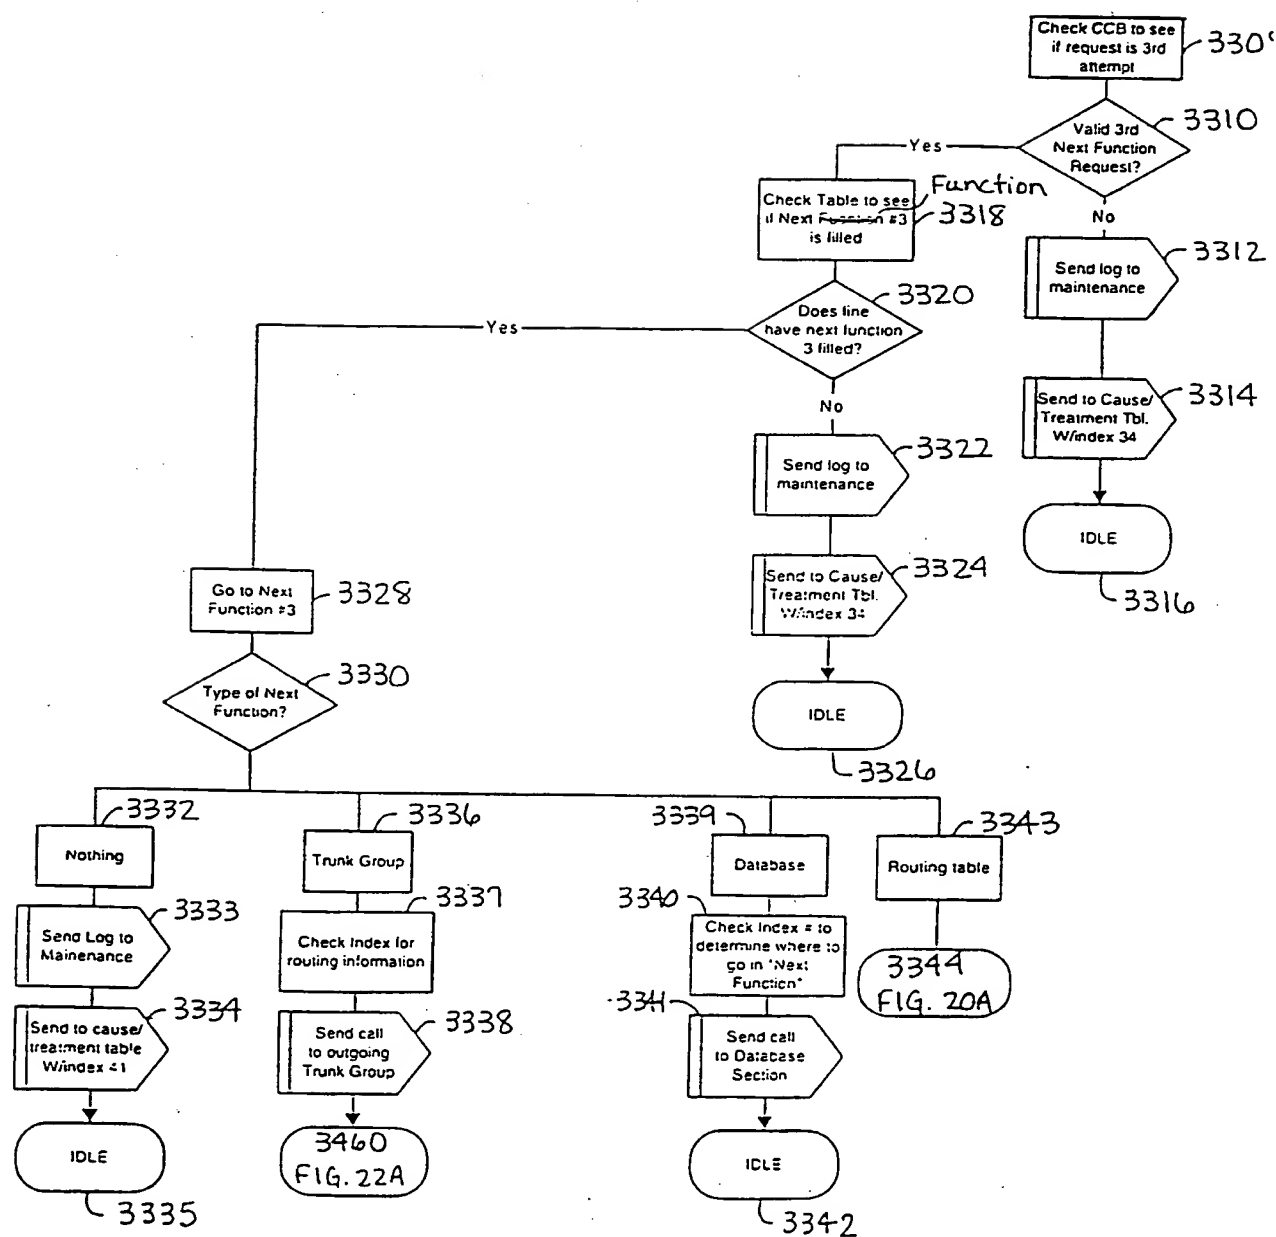 Check CCB to see
if request is 3rd
attempt
Valid 3rd
Next Function
Request?
3310
Yes
No
Function
Check Table to see
if Next Function #3
is filled
3318
Send log to
maintenance
3312
Does line
have next function
3 filled?
3320
Yes
No
Send to Cause/
Treatment Tbl.
W/index 34
3314
IDLE
3316
Send log to
maintenance
3322
Send to Cause/
Treatment Tbl.
W/index 34
3324
IDLE
3326
Go to Next
Function #3
3328
Type of Next
Function?
3330
3332
Nothing
3333
Send Log to
Mainenance
3334
Send to cause/
treatment table
W/index 41
IDLE
3335
3336
Trunk Group
3337
Check Index for
routing information
3338
Send call
to outgoing
Trunk Group
3460
FIG. 22A
3339
Database
3340
Check Index # to
determine where to
go in "Next
Function"
3341
Send call
to Database
Section
IDLE
3342
3343
Routing table
3344
FIG. 20A